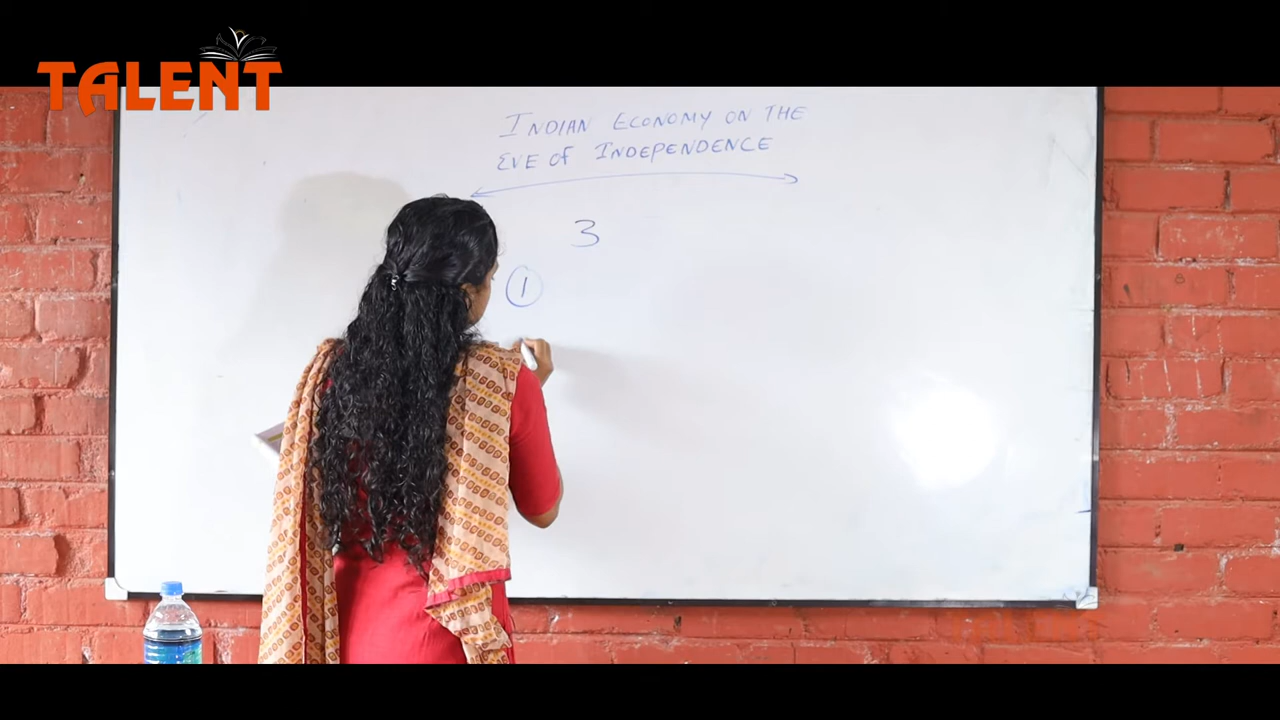 TALENT
INDIAN ECONOMY ON THE
EVE OF INDEPENDENCE
3
1